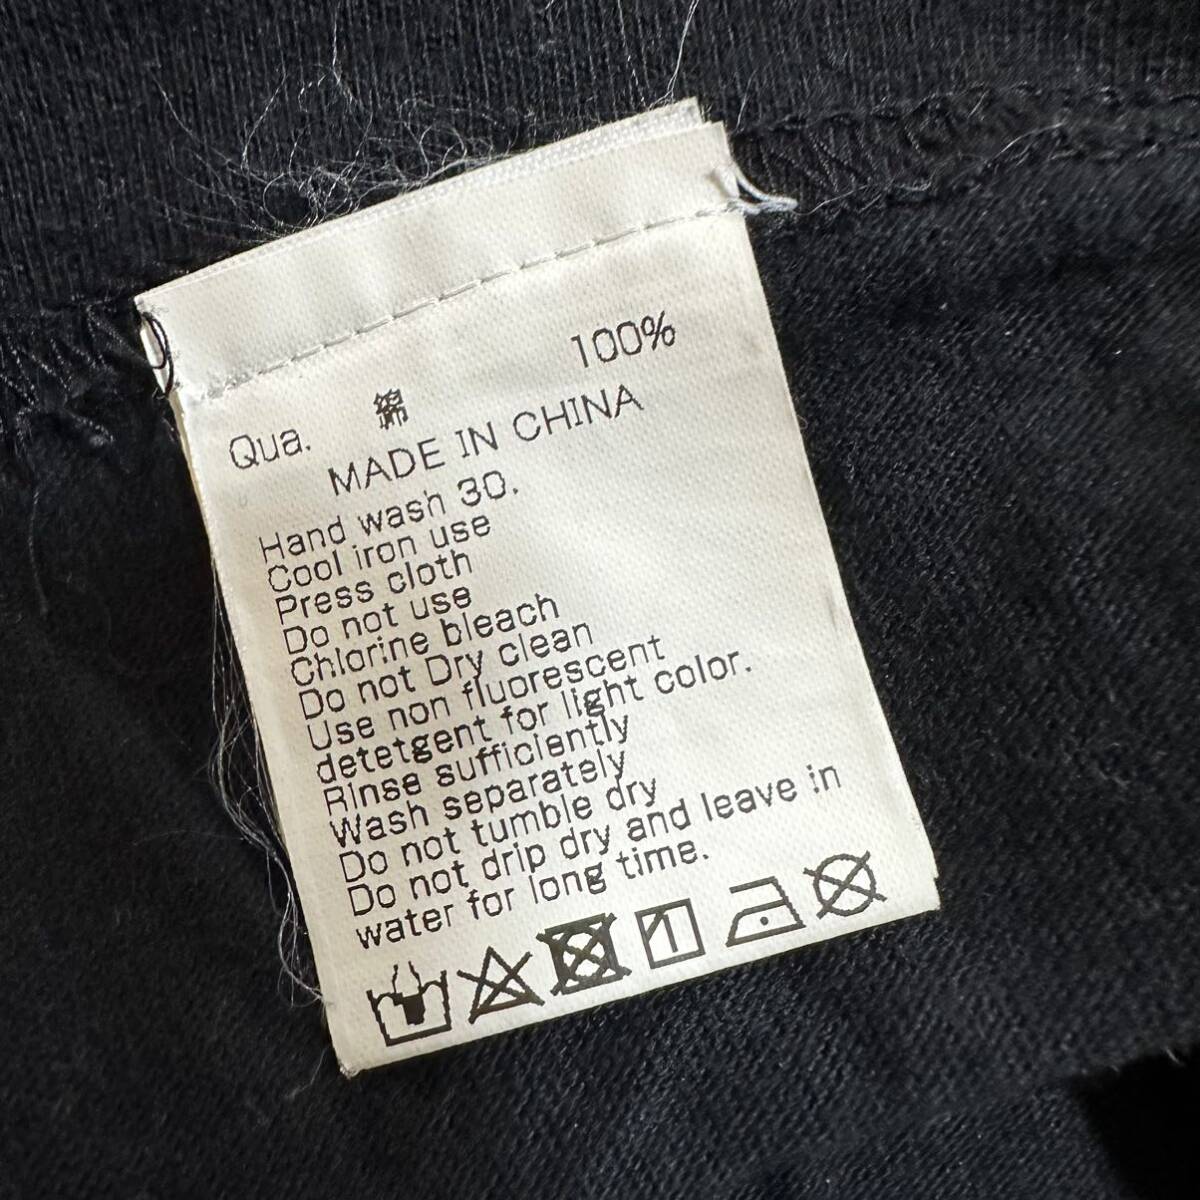 Qua. 綿 100%
MADE IN CHINA
Hand wash 30.
Cool iron use
Press cloth
Do not use
Chlorine bleach
Do not Dry clean
Use non fluorescent
detetgent for light color.
Rinse sufficiently
Wash separately
Do not tumble dry
Do not drip dry and leave in
water for long time.